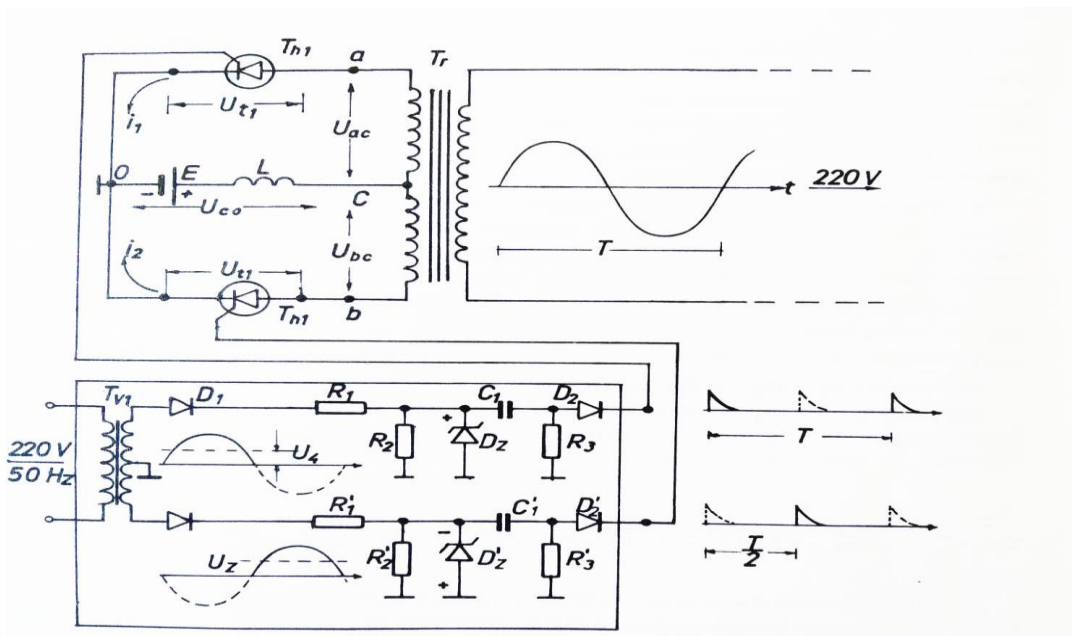 Th1
a
Tr
i1
Ut1
Uac
O
E
L
- +
C
Uco
Ubc
t
220 V
T
i2
Ut1
Th1
b
Tv1
D1
R1
C1
D2
+
R2
DZ
R3
U4
T
220 V
50 Hz
R'1
C'1
D'2
-
R'2
D'Z
R'3
+
UZ
T
2